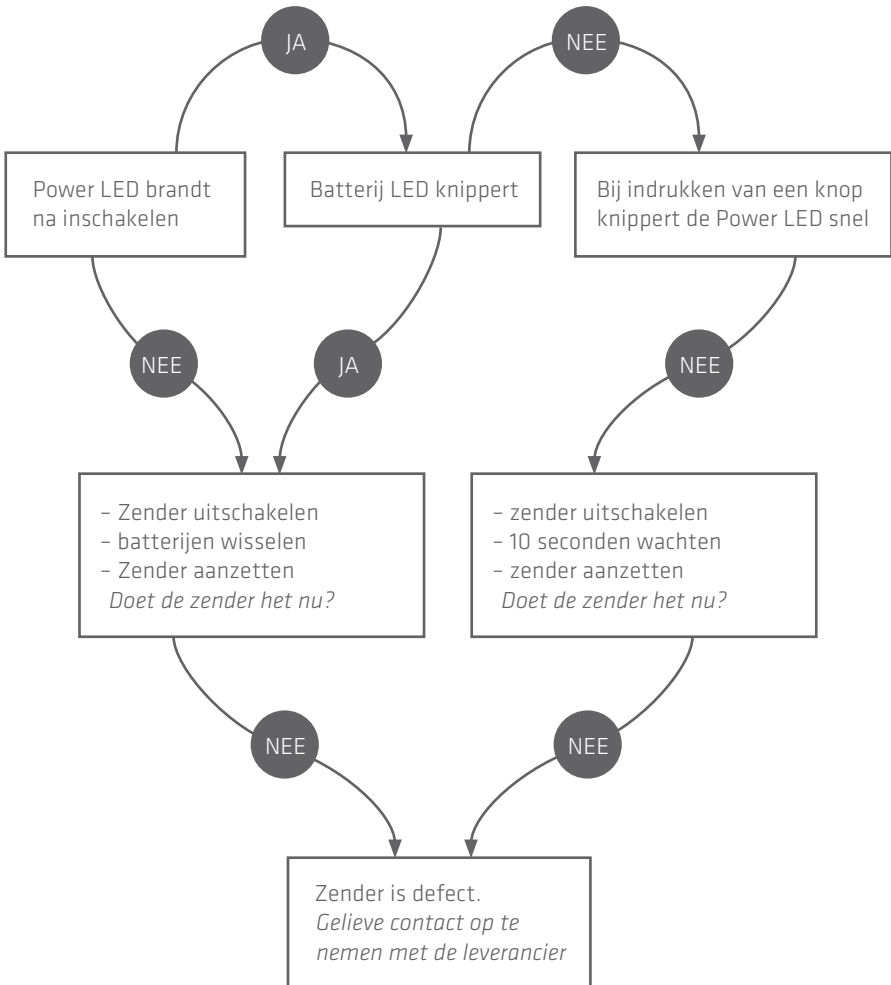 JA
NEE
Power LED brandt
na inschakelen
Batterij LED knippert
Bij indrukken van een knop
knippert de Power LED snel
NEE
JA
NEE
– Zender uitschakelen
– batterijen wisselen
– Zender aanzetten
Doet de zender het nu?
– zender uitschakelen
– 10 seconden wachten
– zender aanzetten
Doet de zender het nu?
NEE
NEE
Zender is defect.
Gelieve contact op te
nemen met de leverancier